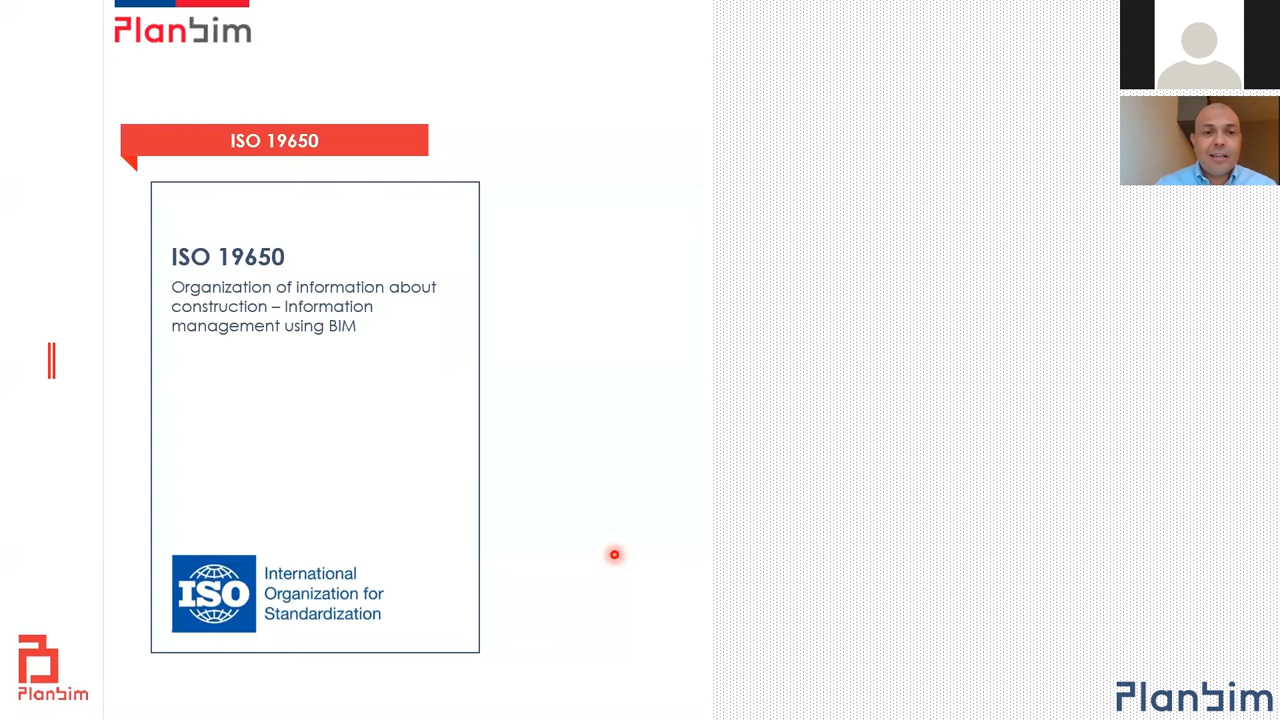 Planbim
ISO 19650
ISO 19650
Organization of information about
construction – Information
management using BIM
ISO
International
Organization for
Standardization
Planbim
Planbim